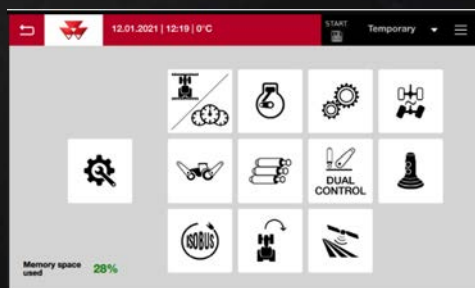 12.01.2021 | 12:19 | 0°C
START
Temporary
DUAL
CONTROL
ISOBUS
Memory space
used
28%